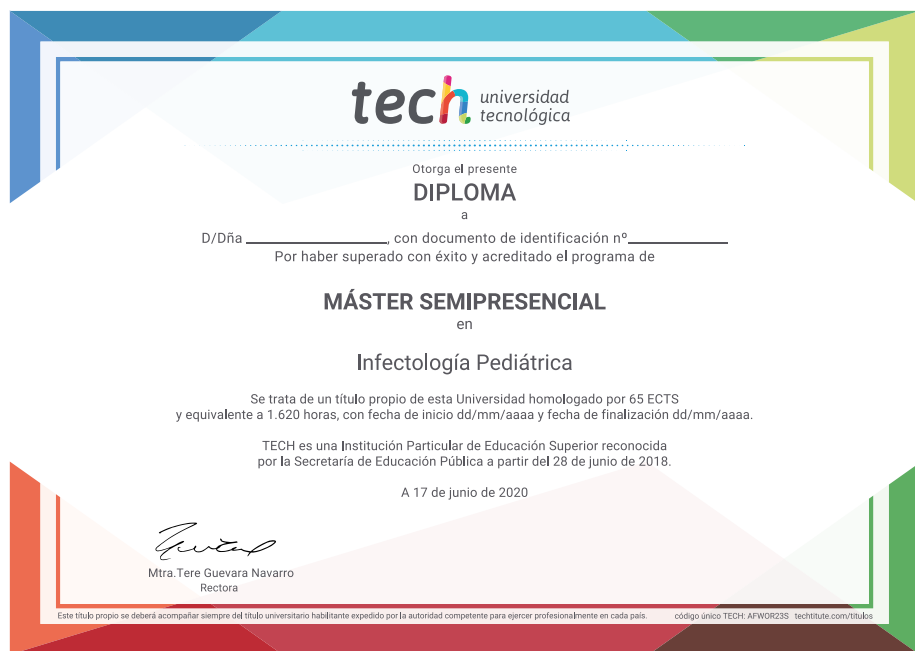 tech universidad
tecnológica
Otorga el presente
DIPLOMA
a
D/Dña ____________________, con documento de identificación nº______________
Por haber superado con éxito y acreditado el programa de
MÁSTER SEMIPRESENCIAL
en
Infectología Pediátrica
Se trata de un título propio de esta Universidad homologado por 65 ECTS
y equivalente a 1.620 horas, con fecha de inicio dd/mm/aaaa y fecha de finalización dd/mm/aaaa.
TECH es una Institución Particular de Educación Superior reconocida
por la Secretaría de Educación Pública a partir del 28 de junio de 2018.
A 17 de junio de 2020
Mtra.Tere Guevara Navarro
Rectora
Este título propio se deberá acompañar siempre del título universitario habilitante expedido por la autoridad competente para ejercer profesionalmente en cada país. código único TECH: AFWOR23S techtitute.com/títulos